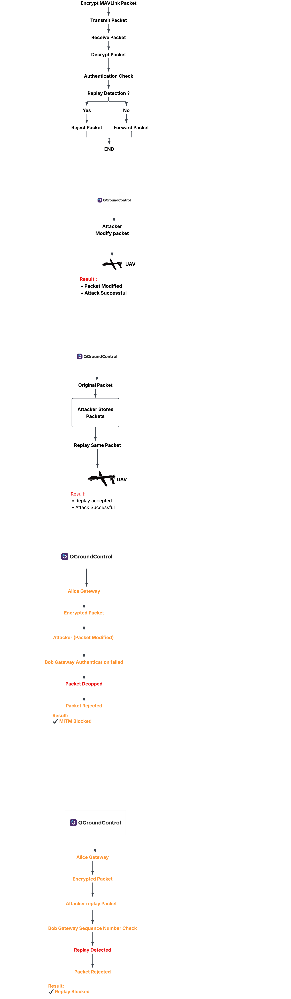 Encrypt MAVLink Packet
Transmit Packet
Receive Packet
Decrypt Packet
Authentication Check
Replay Detection ?
Yes
No
Reject Packet
Forward Packet
END
QGroundControl
Attacker
Modify packet
UAV
Result :
• Packet Modified
• Attack Successful
QGroundControl
Original Packet
Attacker Stores
Packets
Replay Same Packet
UAV
Result:
• Replay accepted
• Attack Successful
QGroundControl
Alice Gateway
Encrypted Packet
Attacker (Packet Modified)
Bob Gateway Authentication failed
Packet Deopped
Packet Rejected
Result:
✓ MITM Blocked
QGroundControl
Alice Gateway
Encrypted Packet
Attacker replay Packet
Bob Gateway Sequence Number Check
Replay Detected
Packet Rejected
Result:
✓ Replay Blocked